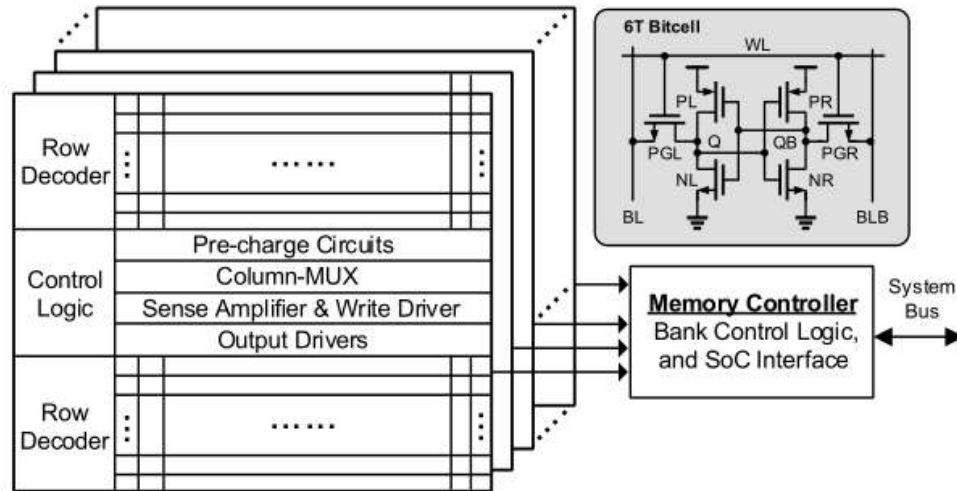 6T Bitcell
WL
PL
PR
PGL
Q
QB
PGR
NL
NR
BL
BLB
Row
Decoder
Pre-charge Circuits
Control
Logic
Column-MUX
Sense Amplifier & Write Driver
Output Drivers
Row
Decoder
Memory Controller
Bank Control Logic,
and SoC Interface
System
Bus